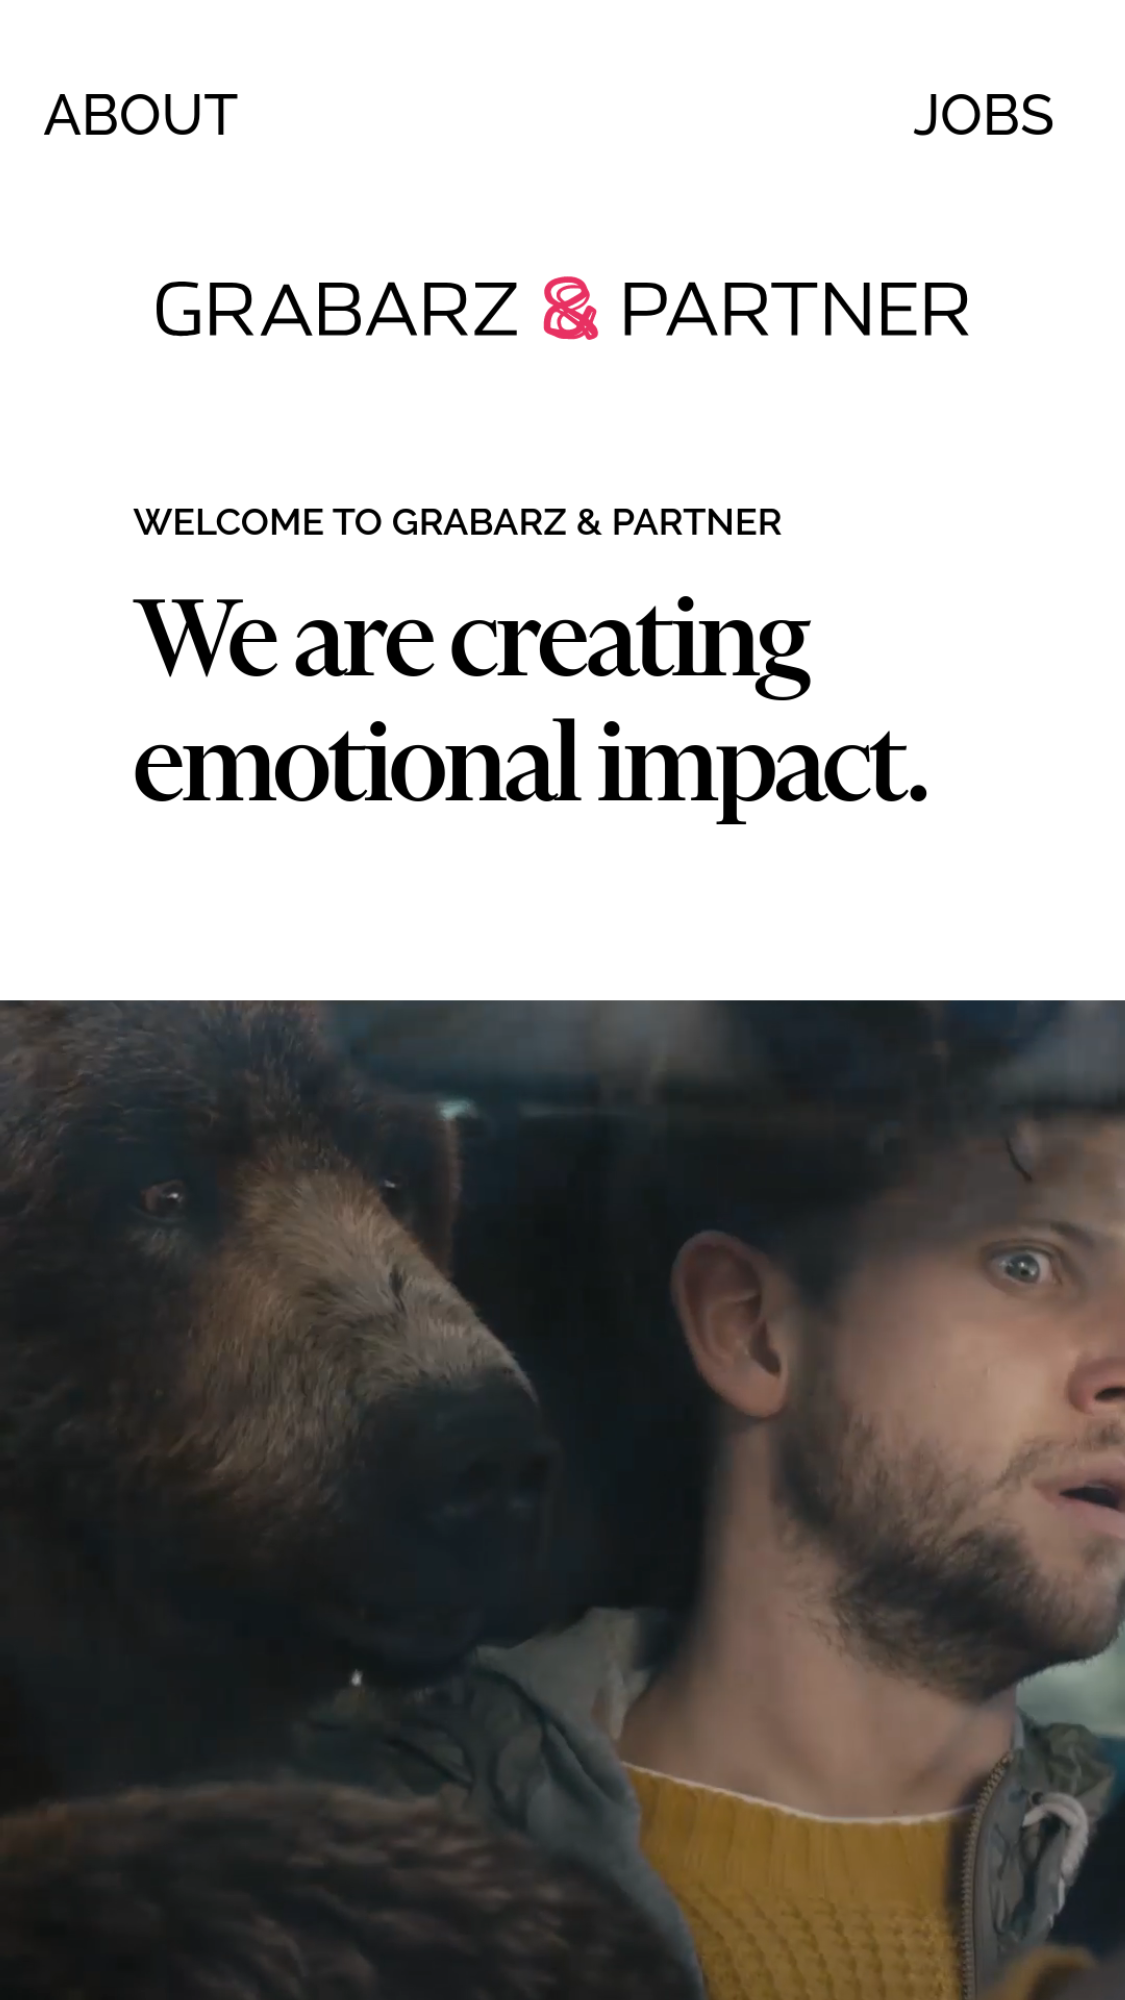 ABOUT
JOBS
GRABARZ & PARTNER
WELCOME TO GRABARZ & PARTNER
We are creating
emotional impact.